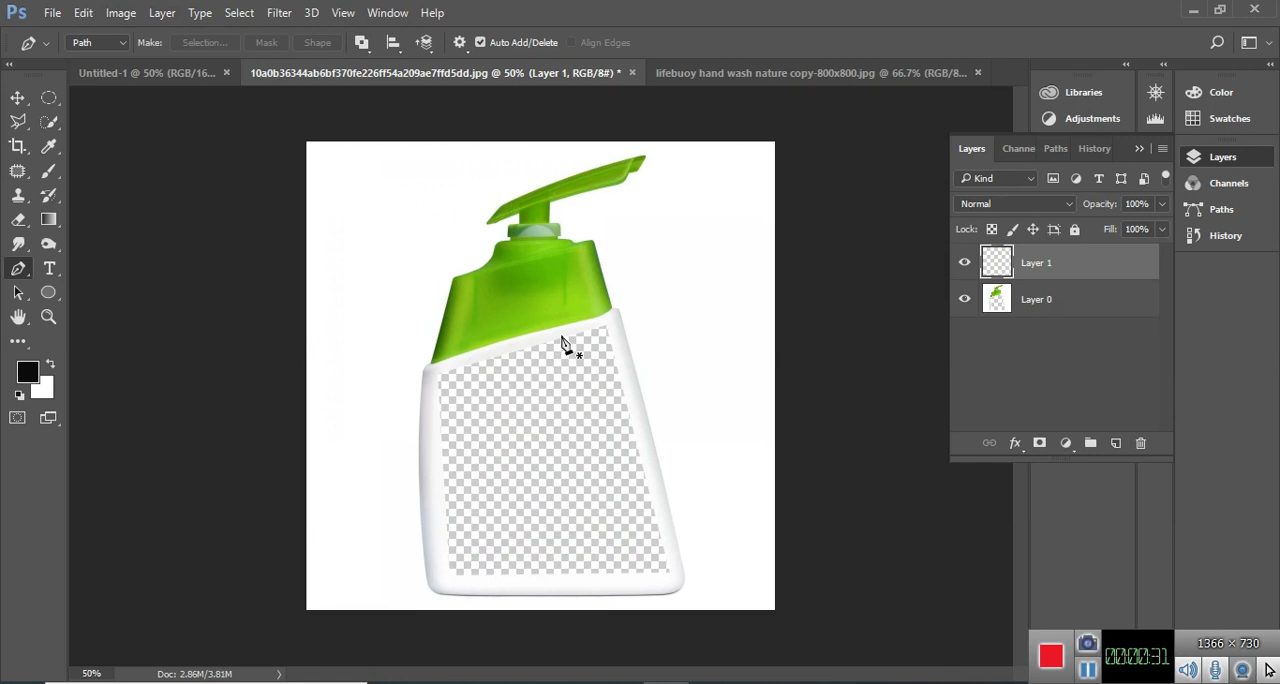 Ps File Edit Image Layer Type Select Filter 3D View Window Help
Path Make: Selection... Mask Shape Auto Add/Delete Align Edges
Untitled-1 @ 50% (RGB/16... × 10a0b36344ab6bf370fe226ff54a209ae7ffd5dd.jpg @ 50% (Layer 1, RGB/8#) * × lifebuoy hand wash nature copy-800x800.jpg @ 66.7% (RGB/8... ×
Libraries
Color
Adjustments
Swatches
Layers Channe Paths History
Layers
Kind
Channels
Normal Opacity: 100%
Paths
Lock: Fill: 100%
History
Layer 1
Layer 0
fx
1366 × 730
00:00:31
50% Doc: 2.86M/3.81M